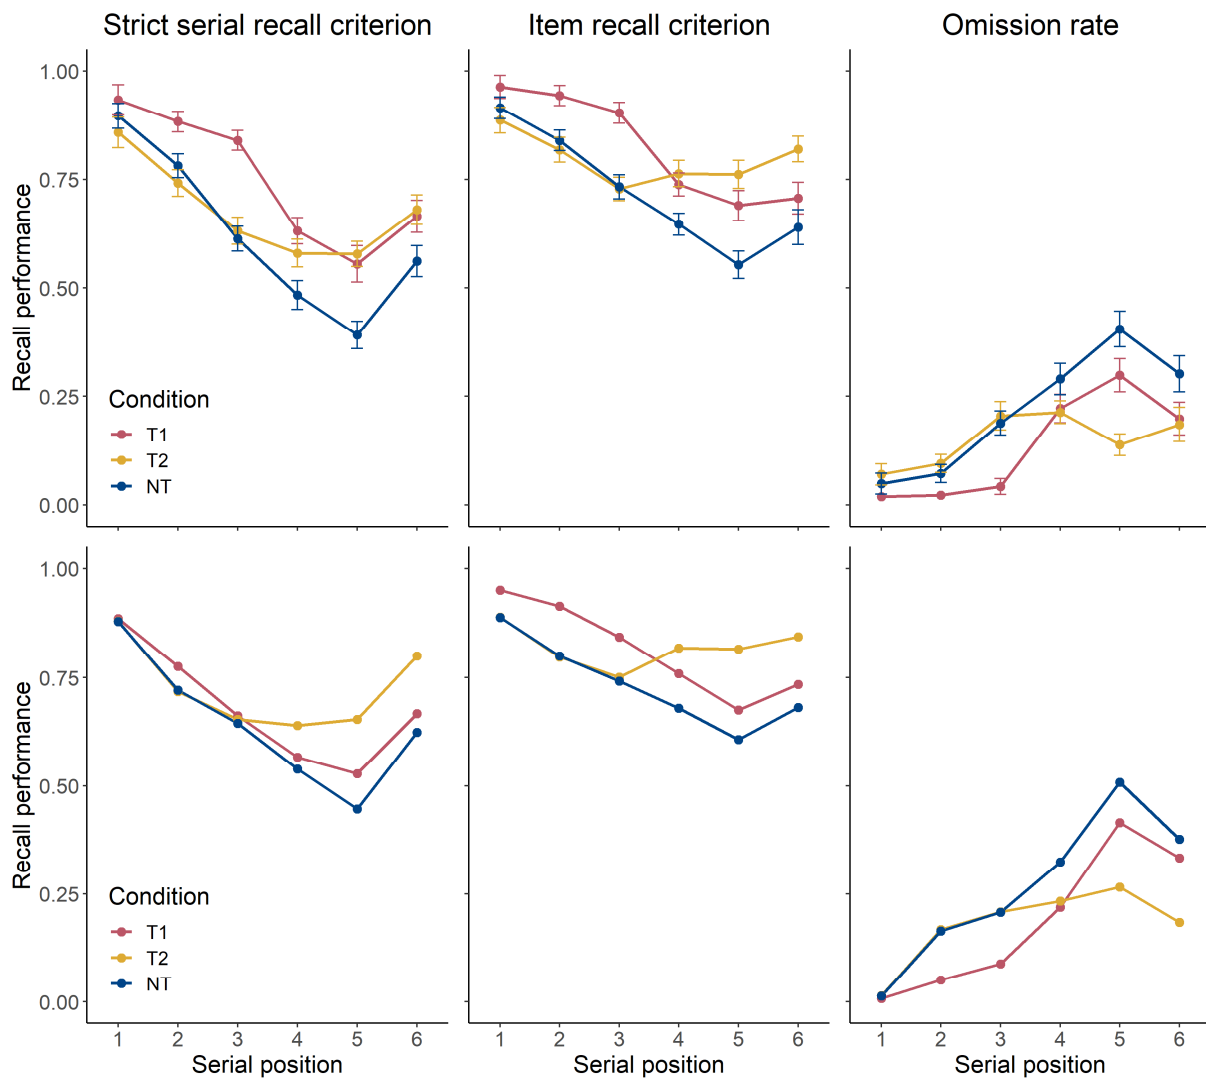 Strict serial recall criterion
Item recall criterion
Omission rate
Recall performance
1.00
0.75
0.50
0.25
0.00
Condition
T1
T2
NT
Recall performance
1.00
0.75
0.50
0.25
0.00
Condition
T1
T2
NT
1 2 3 4 5 6
1 2 3 4 5 6
1 2 3 4 5 6
Serial position
Serial position
Serial position